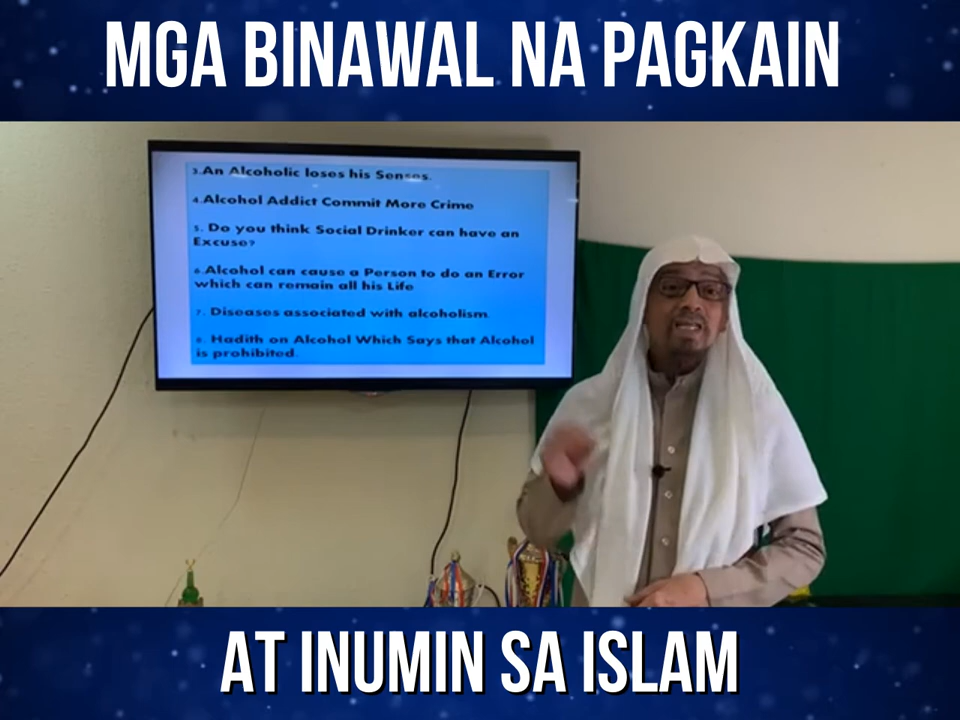 MGA BINAWAL NA PAGKAIN
3.An Alcoholic loses his Senses.
4.Alcohol Addict Commit More Crime
5. Do you think Social Drinker can have an
Excuse?
6.Alcohol can cause a Person to do an Error
which can remain all his Life
7. Diseases associated with alcoholism.
8. Hadith on Alcohol Which Says that Alcohol
is prohibited.
AT INUMIN SA ISLAM